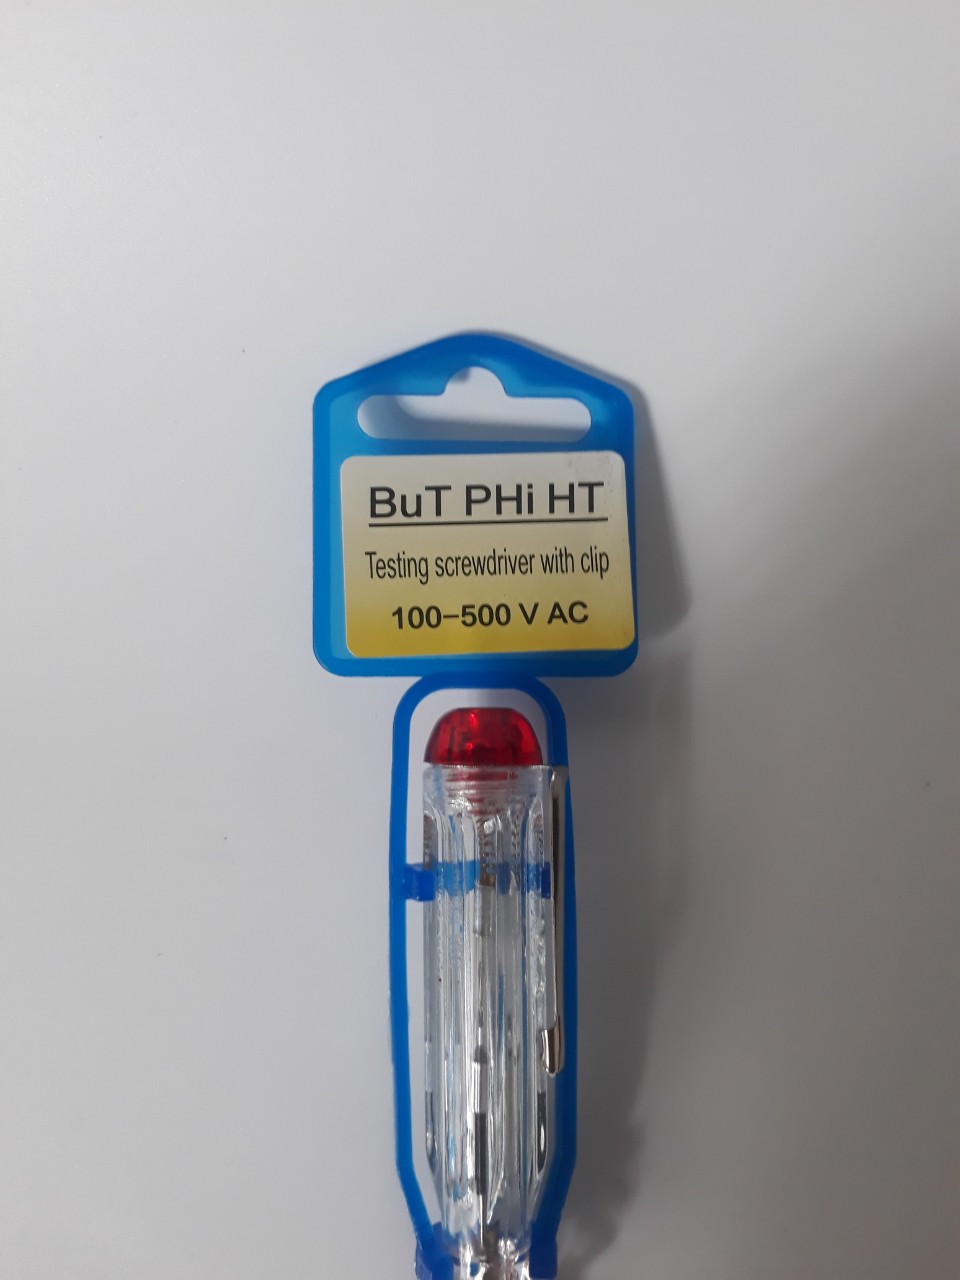 BuT PHi HT
Testing screwdriver with clip
100–500 V AC